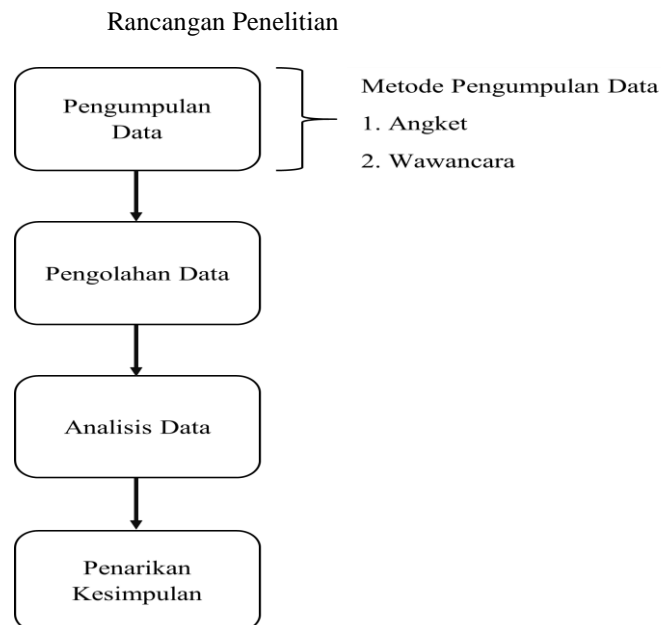 Rancangan Penelitian
Pengumpulan
Data
Metode Pengumpulan Data
1. Angket
2. Wawancara
Pengolahan Data
Analisis Data
Penarikan
Kesimpulan